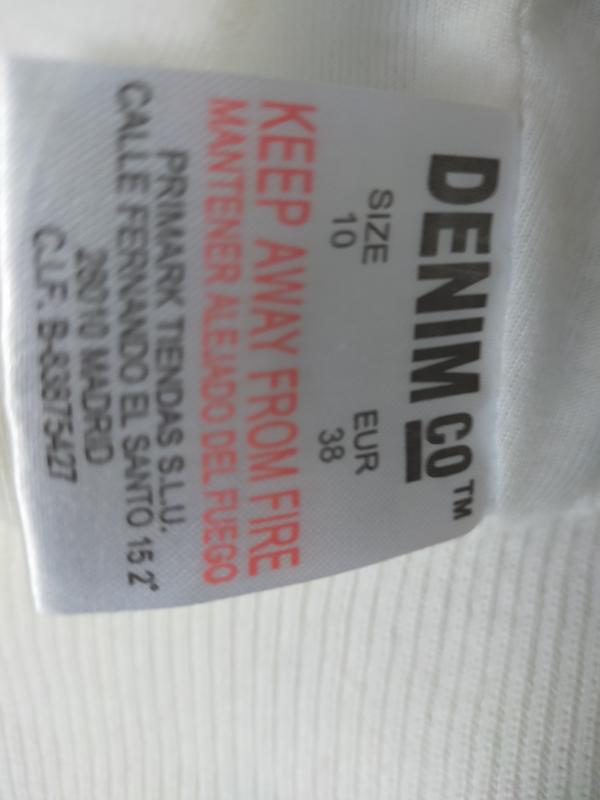 DENIM CO™
SIZE EUR
10 38
KEEP AWAY FROM FIRE
MANTENER ALEJADO DEL FUEGO
PRIMARK TIENDAS S.L.U.
CALLE FERNANDO EL SANTO 15 2°
28010 MADRID
C.I.F. B-83875427